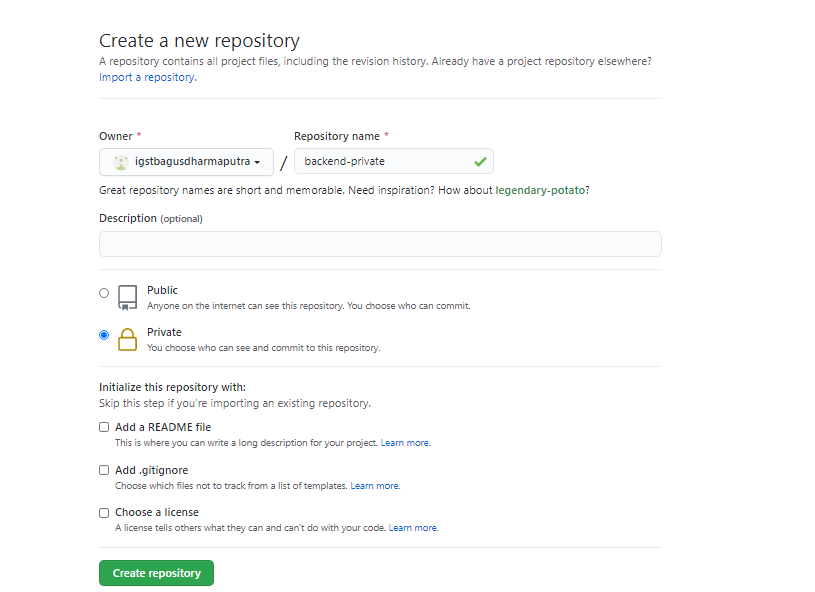 Create a new repository
A repository contains all project files, including the revision history. Already have a project repository elsewhere?
Import a repository.
Owner * Repository name *
igstbagusdharmaputra / backend-private
Great repository names are short and memorable. Need inspiration? How about legendary-potato?
Description (optional)
Public
Anyone on the internet can see this repository. You choose who can commit.
Private
You choose who can see and commit to this repository.
Initialize this repository with:
Skip this step if you're importing an existing repository.
Add a README file
This is where you can write a long description for your project. Learn more.
Add .gitignore
Choose which files not to track from a list of templates. Learn more.
Choose a license
A license tells others what they can and can't do with your code. Learn more.
Create repository